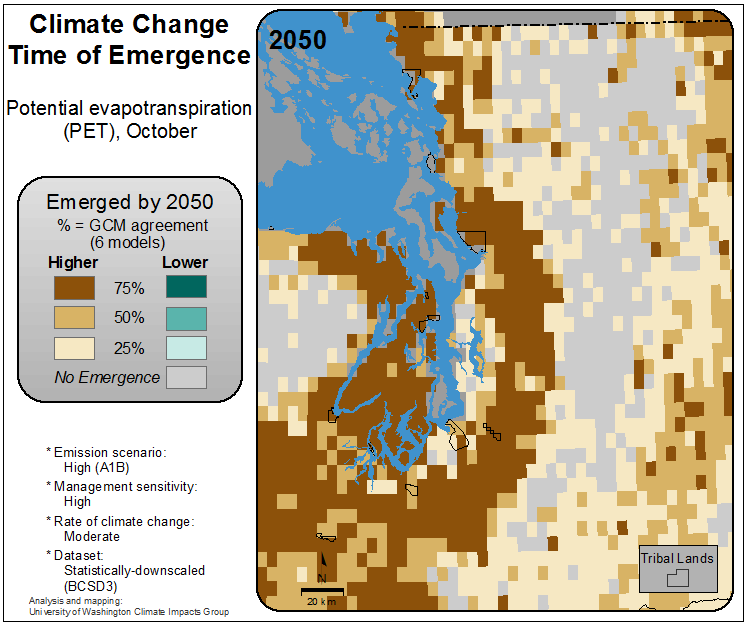 Climate Change
Time of Emergence
Potential evapotranspiration
(PET), October
Emerged by 2050
% = GCM agreement
(6 models)
Higher Lower
75%
50%
25%
No Emergence
* Emission scenario:
High (A1B)
* Management sensitivity:
High
* Rate of climate change:
Moderate
* Dataset:
Statistically-downscaled
(BCSD3)
Analysis and mapping:
University of Washington Climate Impacts Group
2050
Tribal Lands
N
20 km